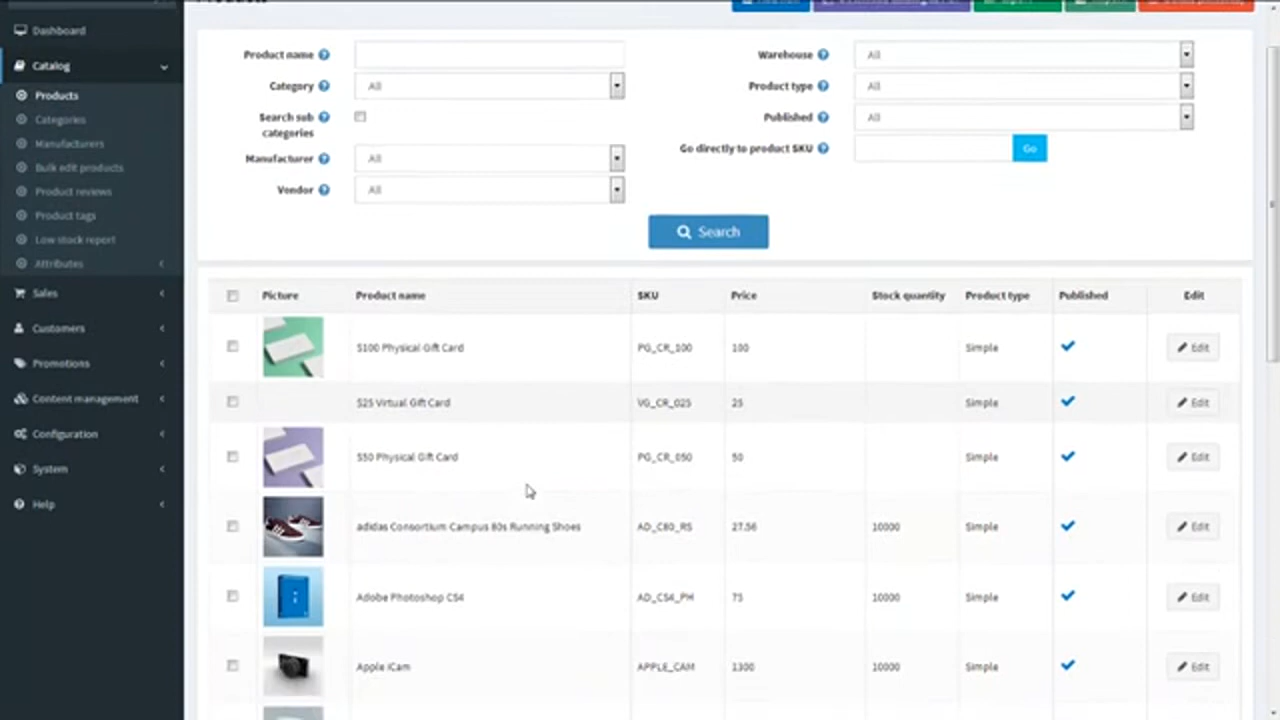 Dashboard
Catalog
Products
Categories
Manufacturers
Bulk edit products
Product reviews
Product tags
Low stock report
Attributes
Sales
Customers
Promotions
Content management
Configuration
System
Help
Product name
Category All
Search sub
categories
Manufacturer All
Vendor All
Warehouse All
Product type All
Published All
Go directly to product SKU Go
Search
Picture Product name SKU Price Stock quantity Product type Published Edit
$100 Physical Gift Card PG_CR_100 100 Simple Edit
$25 Virtual Gift Card VG_CR_025 25 Simple Edit
$50 Physical Gift Card PG_CR_050 50 Simple Edit
adidas Consortium Campus 80s Running Shoes AD_C80_RS 27.56 10000 Simple Edit
Adobe Photoshop CS4 AD_CS4_PH 75 10000 Simple Edit
Apple iCam APPLE_CAM 1300 10000 Simple Edit